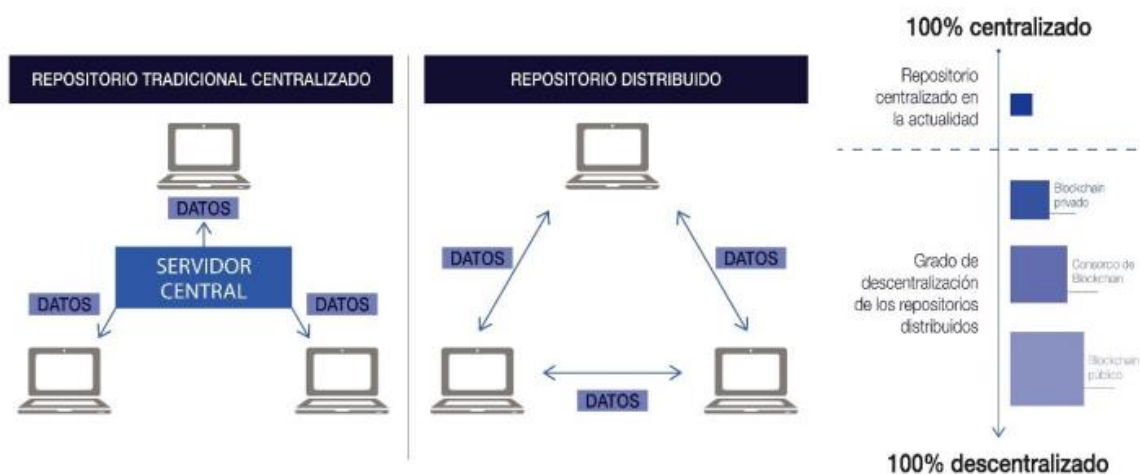 REPOSITORIO TRADICIONAL CENTRALIZADO
DATOS
SERVIDOR
CENTRAL
DATOS
DATOS
REPOSITORIO DISTRIBUIDO
DATOS
DATOS
DATOS
100% centralizado
Repositorio
centralizado en
la actualidad
Blockchain
privado
Grado de
descentralización
de los repositorios
distribuidos
Consorcio de
Blockchain
Blockchain
público
100% descentralizado